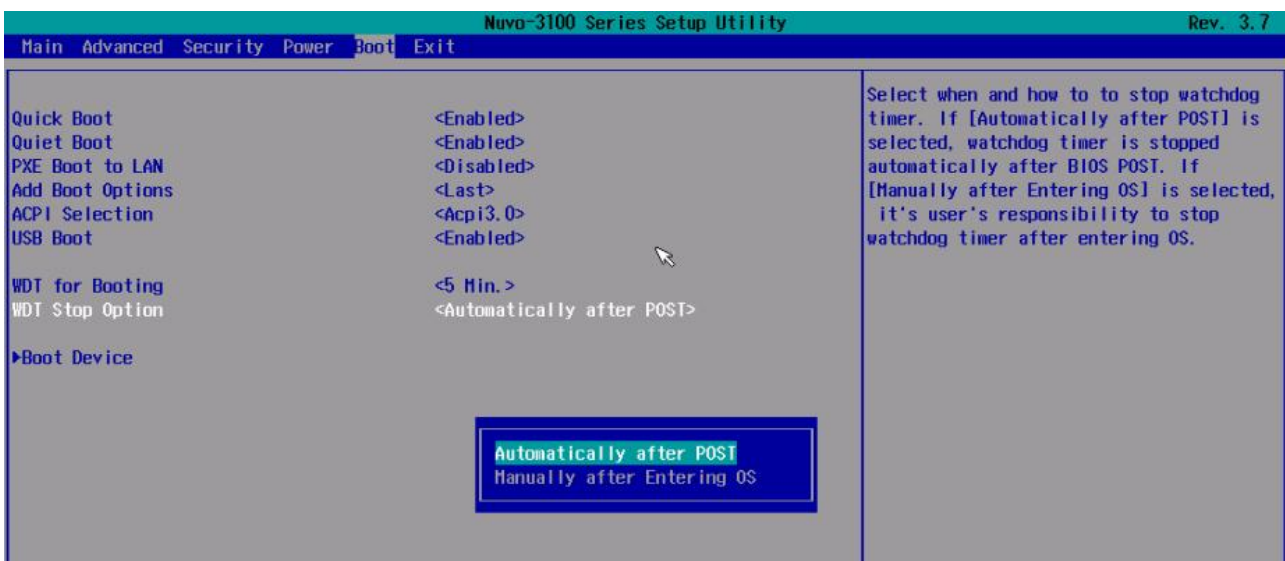 Nuvo-3100 Series Setup Utility Rev. 3.7
Main Advanced Security Power Boot Exit
Quick Boot <Enabled>
Quiet Boot <Enabled>
PXE Boot to LAN <Disabled>
Add Boot Options <Last>
ACPI Selection <Acpi3.0>
USB Boot <Enabled>
WDT for Booting <5 Min.>
WDT Stop Option <Automatically after POST>
▶Boot Device
Automatically after POST
Manually after Entering OS
Select when and how to to stop watchdog
timer. If [Automatically after POST] is
selected, watchdog timer is stopped
automatically after BIOS POST. If
[Manually after Entering OS] is selected,
it's user's responsibility to stop
watchdog timer after entering OS.